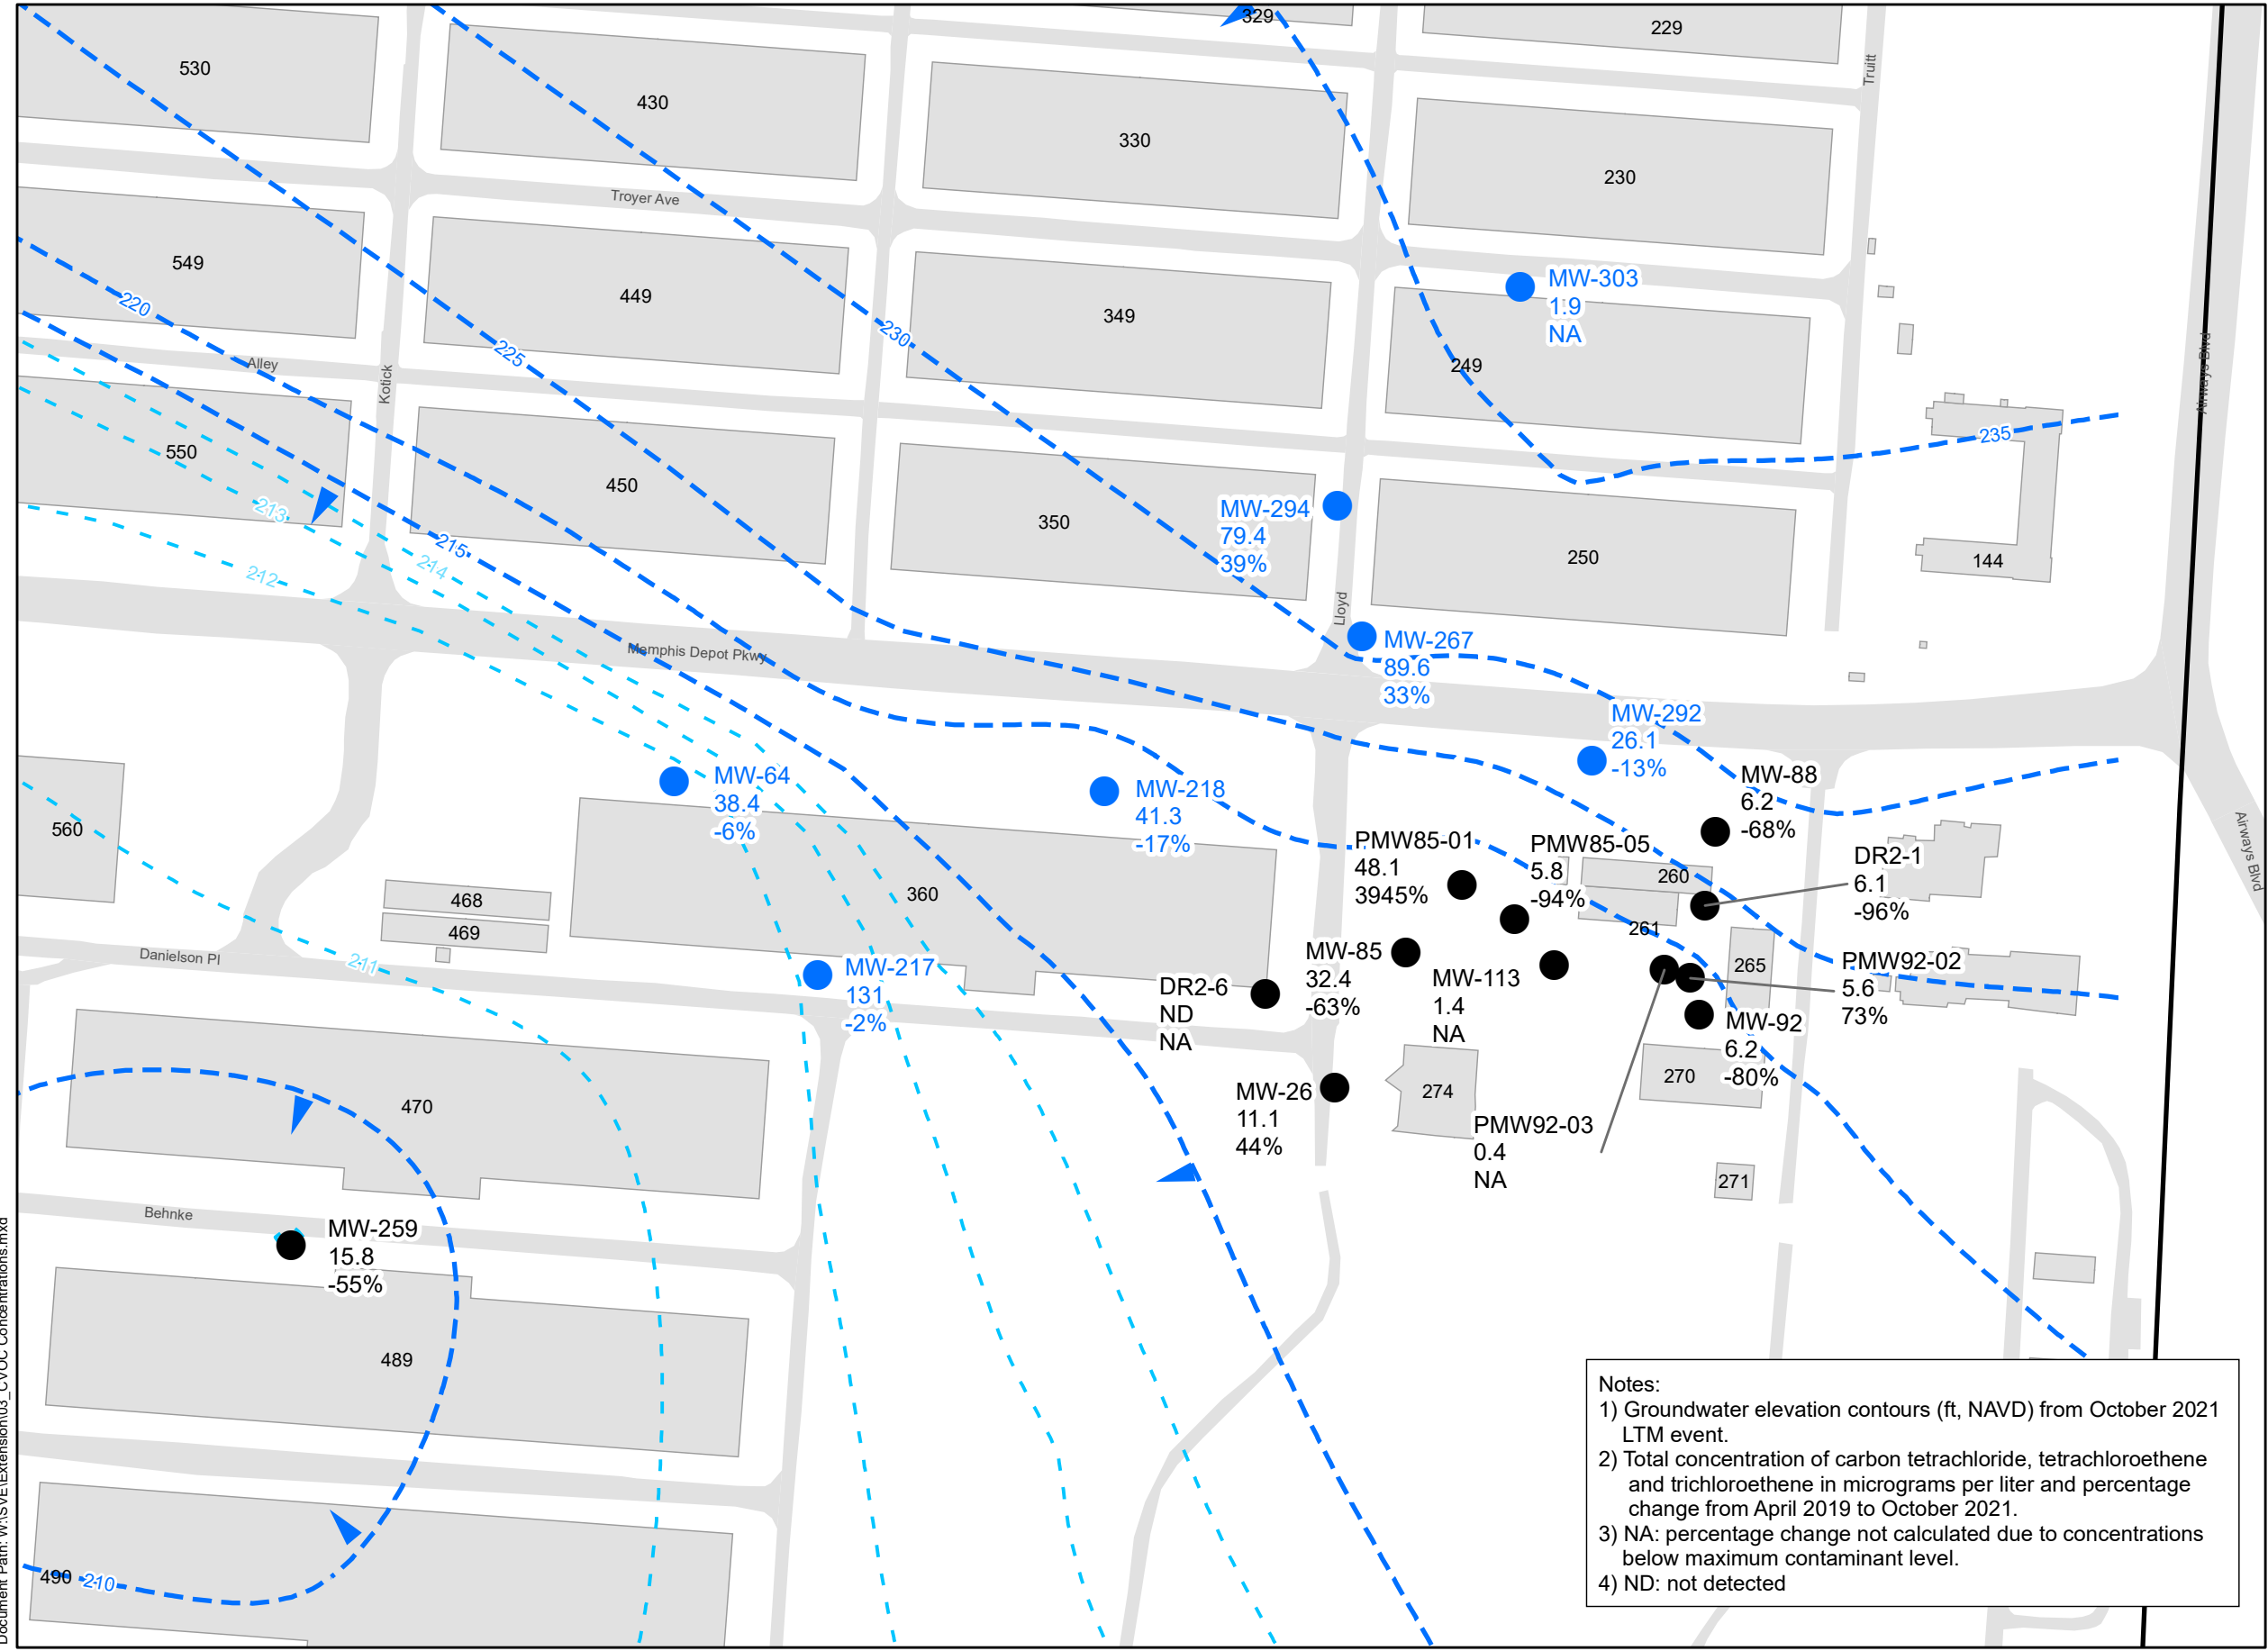 329
229
530
430
330
230
Truitt
Troyer Ave
549
449
349
249
MW-303
1.9
NA
220
225
230
235
Alley
Kotick
Airways Blvd
550
450
350
250
144
213
212
214
215
MW-294
79.4
39%
Lloyd
Memphis Depot Pkwy
MW-267
89.6
33%
MW-292
26.1
-13%
MW-64
38.4
-6%
MW-218
41.3
-17%
MW-88
6.2
-68%
560
468
469
360
PMW85-01
48.1
3945%
PMW85-05
5.8
-94%
260
261
265
DR2-1
6.1
-96%
Airways Blvd
Danielson Pl
211
MW-217
131
-2%
DR2-6
ND
NA
MW-85
32.4
-63%
MW-113
1.4
NA
PMW92-02
5.6
73%
MW-92
6.2
-80%
470
MW-26
11.1
44%
274
270
271
PMW92-03
0.4
NA
Behnke
MW-259
15.8
-55%
489
490
210
Notes:
1) Groundwater elevation contours (ft, NAVD) from October 2021
LTM event.
2) Total concentration of carbon tetrachloride, tetrachloroethene
and trichloroethene in micrograms per liter and percentage
change from April 2019 to October 2021.
3) NA: percentage change not calculated due to concentrations
below maximum contaminant level.
4) ND: not detected
Document Path: W:\SVE\Extension\03_CVOC Concentrations.mxd